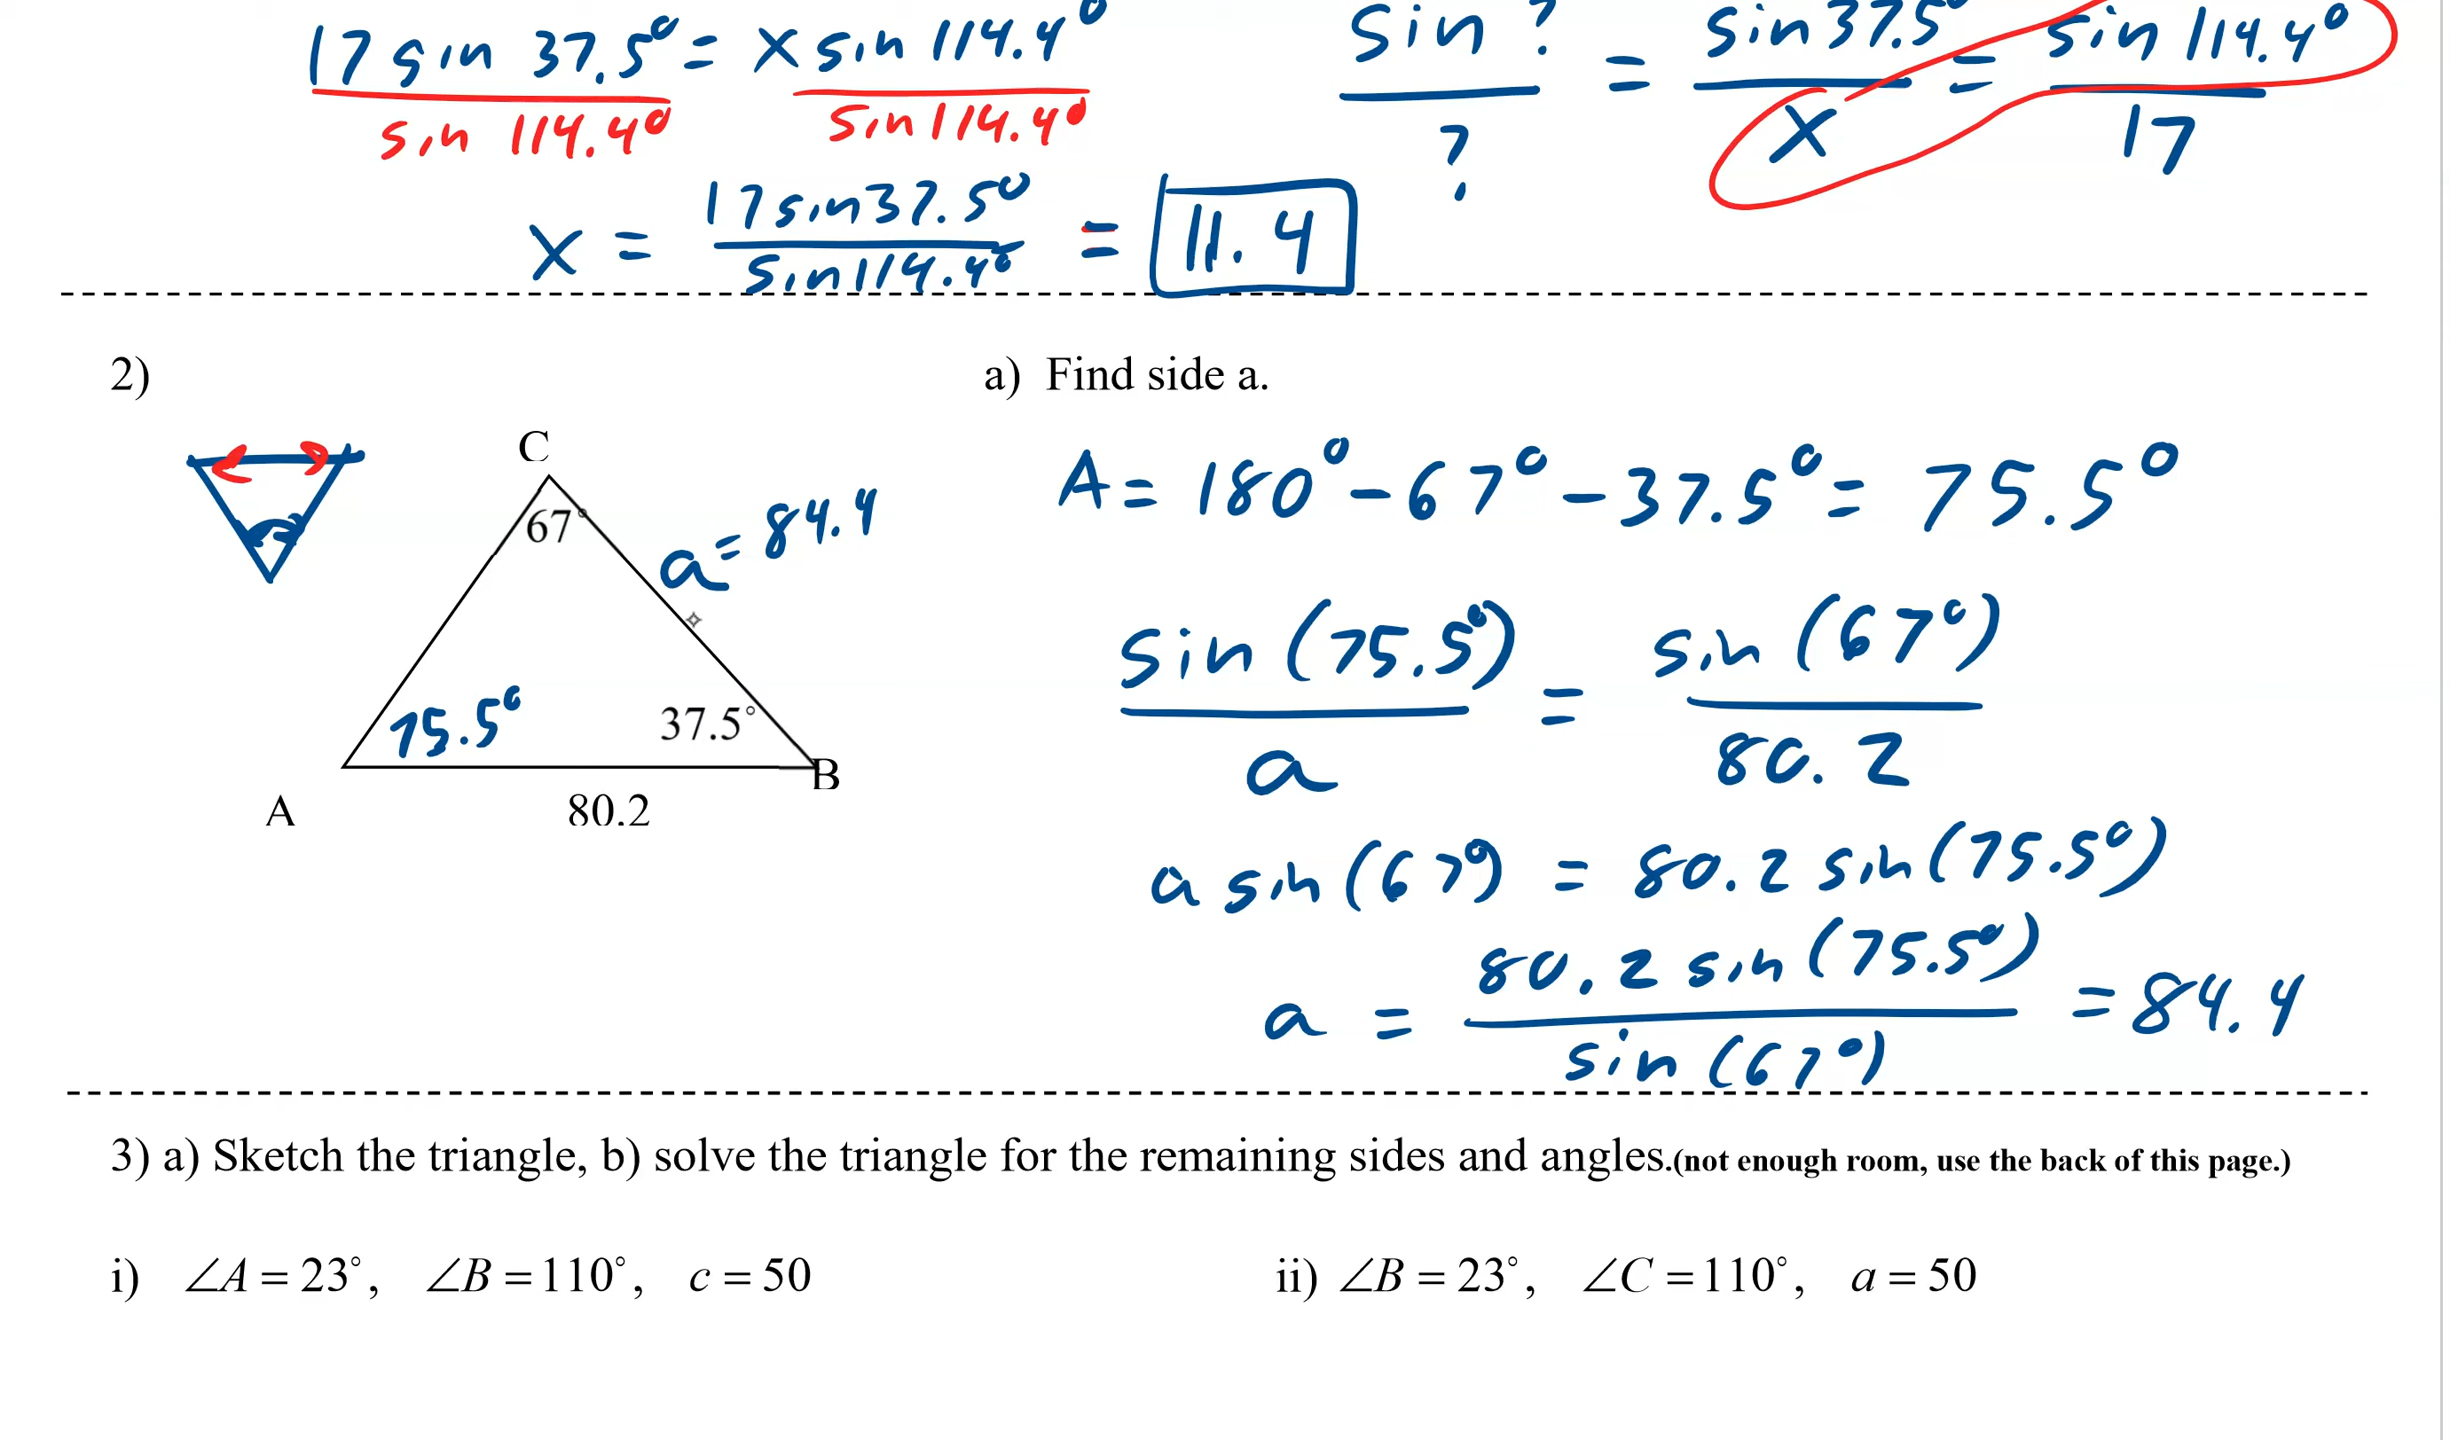 17 sin 37.5° = x sin 114.4°
sin 114.4° sin 114.4°
sin ? = sin 37.5° = sin 114.4°
? x 17
x = 17 sin 37.5° / sin 114.4° = 11.4
2)
a) Find side a.
C
67°
a = 84.4
75.5°
37.5°
A
B
80.2
A = 180° - 67° - 37.5° = 75.5°
sin (75.5°) = sin (67°)
a 80.2
a sin (67°) = 80.2 sin (75.5°)
a = 80.2 sin (75.5°) / sin (67°) = 84.4
3) a) Sketch the triangle, b) solve the triangle for the remaining sides and angles.(not enough room, use the back of this page.)
i) ∠A = 23°, ∠B = 110°, c = 50
ii) ∠B = 23°, ∠C = 110°, a = 50